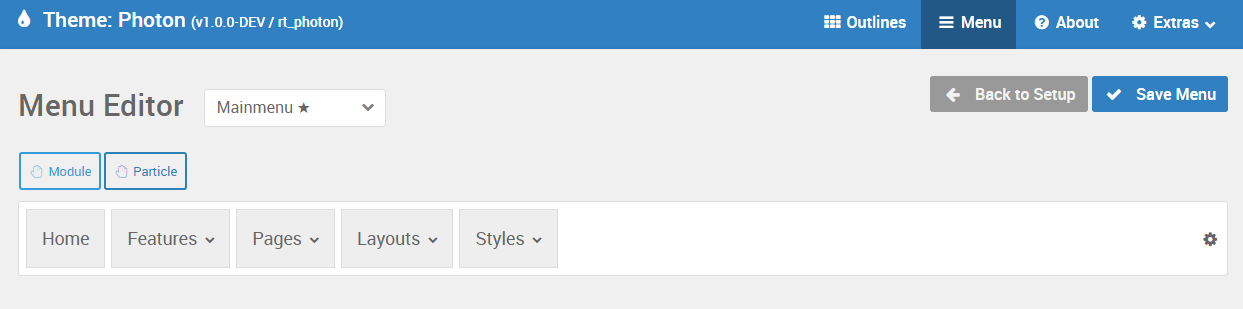 Theme: Photon (v1.0.0-DEV / rt_photon) Outlines Menu About Extras
Menu Editor Mainmenu ★ Back to Setup Save Menu
Module Particle
Home Features Pages Layouts Styles